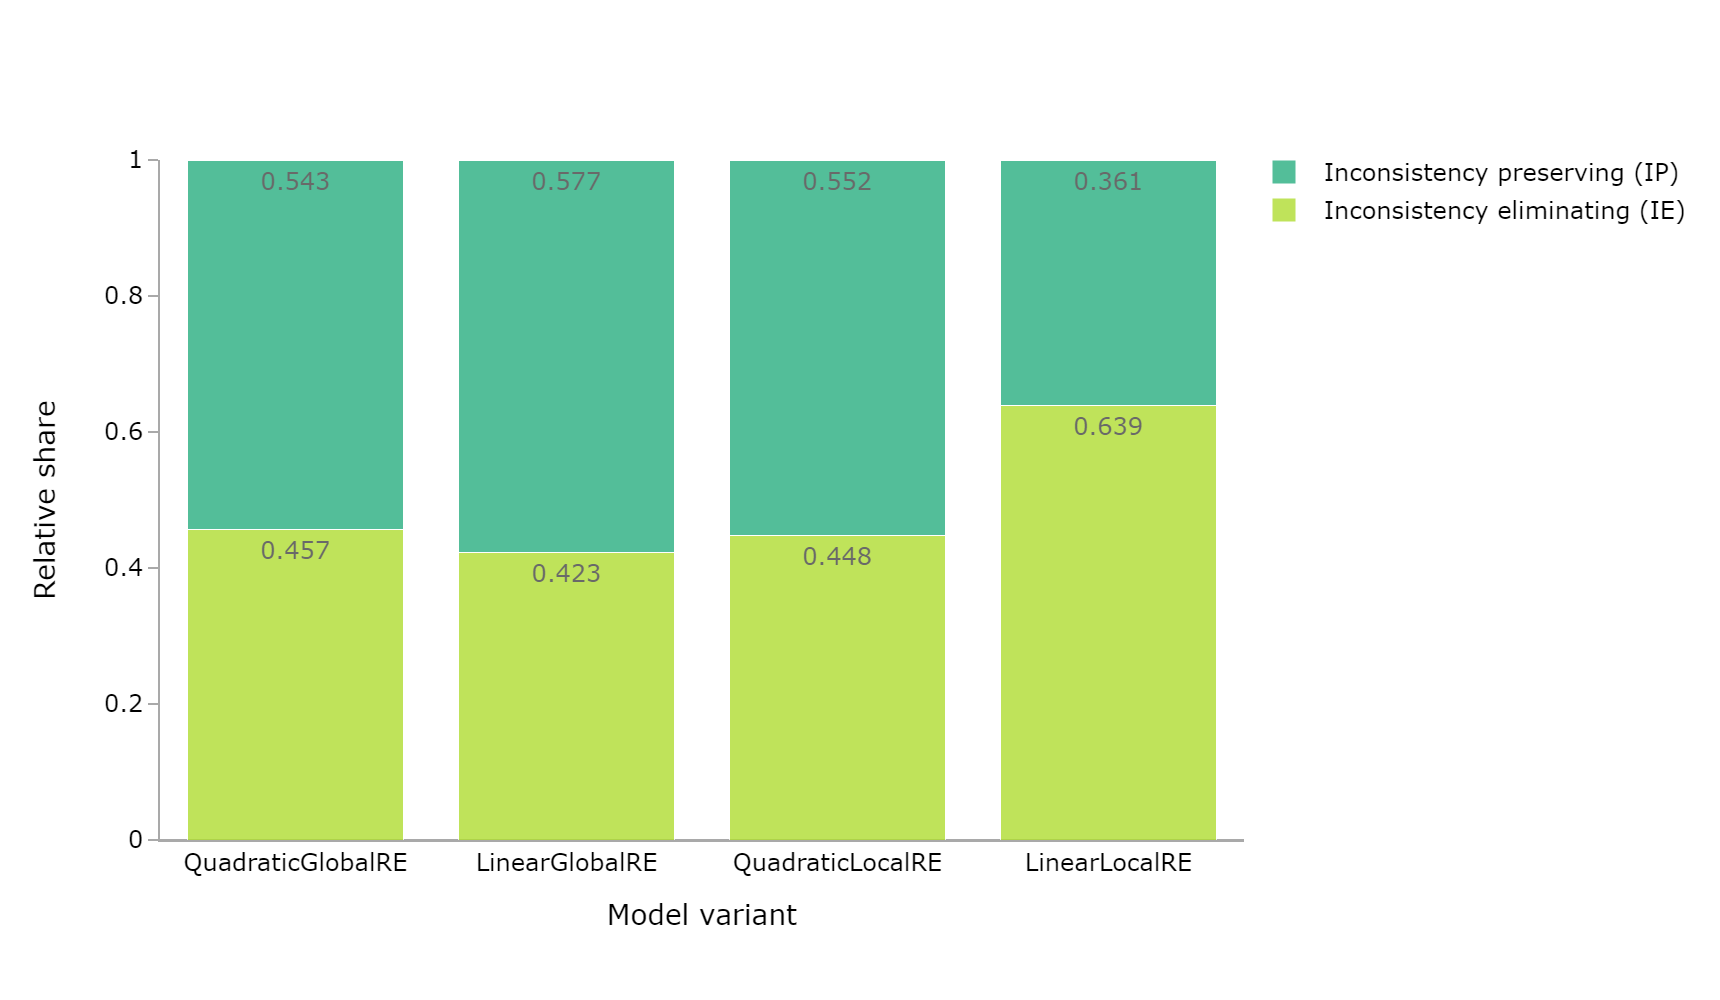 1
0.8
0.6
0.4
0.2
0
Relative share
0.543
0.577
0.552
0.361
0.457
0.423
0.448
0.639
QuadraticGlobalRE
LinearGlobalRE
QuadraticLocalRE
LinearLocalRE
Model variant
Inconsistency preserving (IP)
Inconsistency eliminating (IE)